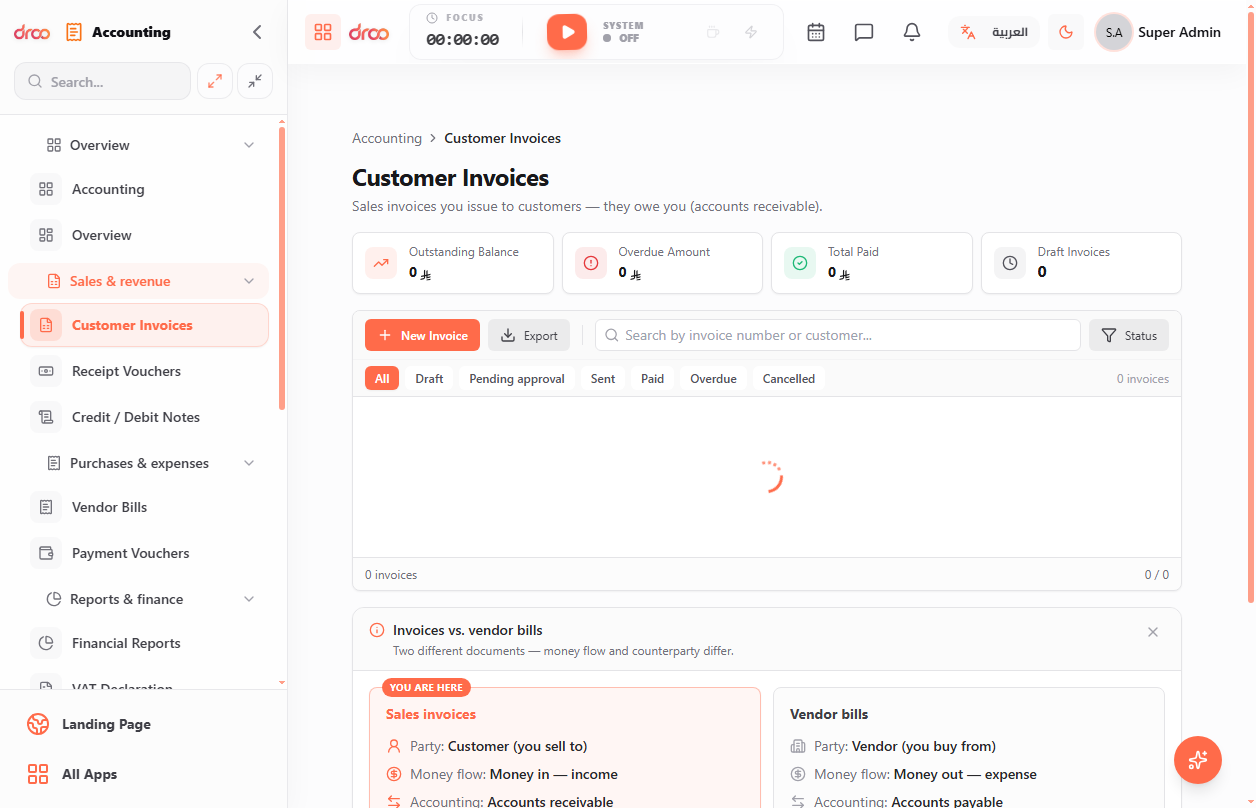 droo Accounting
Search...
Overview
Accounting
Overview
Sales & revenue
Customer Invoices
Receipt Vouchers
Credit / Debit Notes
Purchases & expenses
Vendor Bills
Payment Vouchers
Reports & finance
Financial Reports
VAT Declaration
Landing Page
All Apps
droo
FOCUS
00:00:00
SYSTEM
OFF
العربية
S.A
Super Admin
Accounting > Customer Invoices
Customer Invoices
Sales invoices you issue to customers — they owe you (accounts receivable).
Outstanding Balance
0
Overdue Amount
0
Total Paid
0
Draft Invoices
0
New Invoice
Export
Search by invoice number or customer...
Status
All Draft Pending approval Sent Paid Overdue Cancelled 0 invoices
0 invoices 0 / 0
Invoices vs. vendor bills
Two different documents — money flow and counterparty differ.
YOU ARE HERE
Sales invoices
Party: Customer (you sell to)
Money flow: Money in — income
Accounting: Accounts receivable
Vendor bills
Party: Vendor (you buy from)
Money flow: Money out — expense
Accounting: Accounts payable